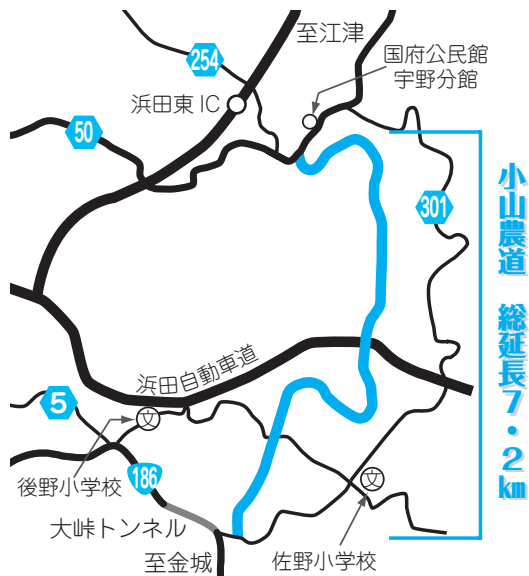 至江津
254
国府公民館
宇野分館
浜田東IC
50
301
小山農道 総延長7・2km
浜田自動車道
5
文
186
文
後野小学校
大峠トンネル
至金城
佐野小学校